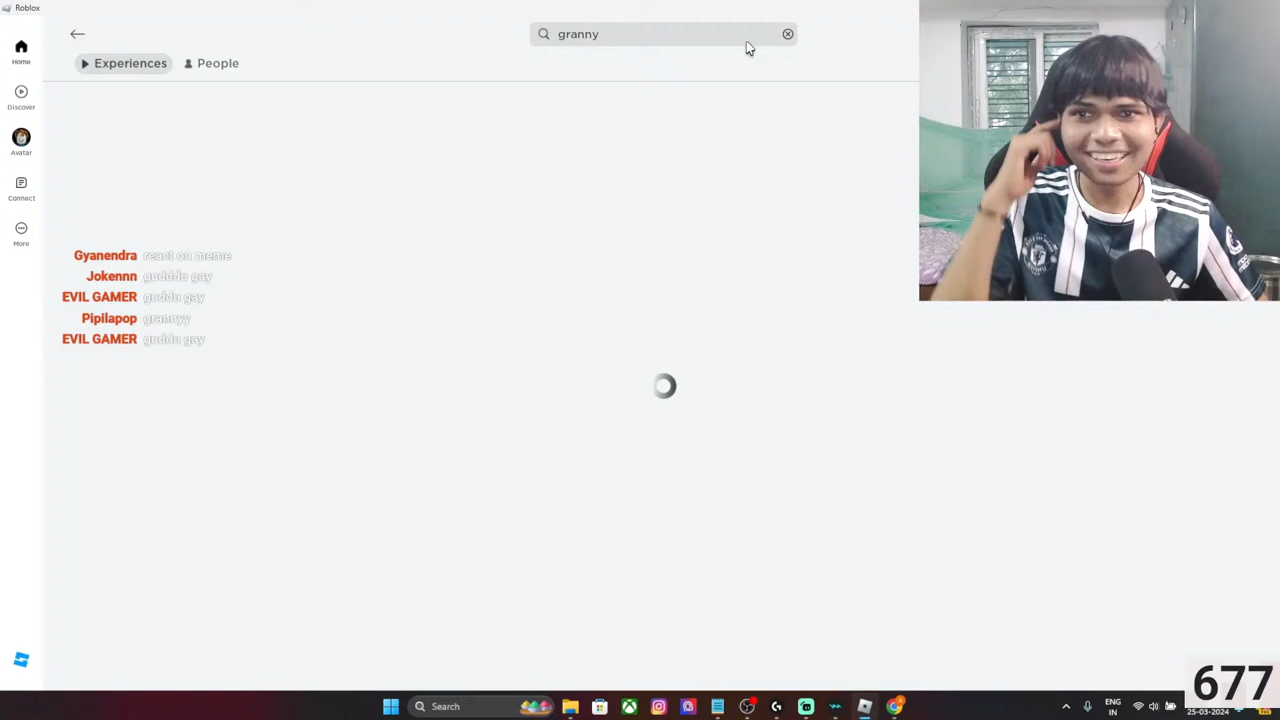 Roblox
granny
Home
Experiences
People
Discover
Avatar
Connect
More
Gyanendra react on meme
Jokennn gudddu gay
EVIL GAMER guddu gay
Pipilapop grannyy
EVIL GAMER guddu gay
677
Search
ENG
IN
25-03-2024